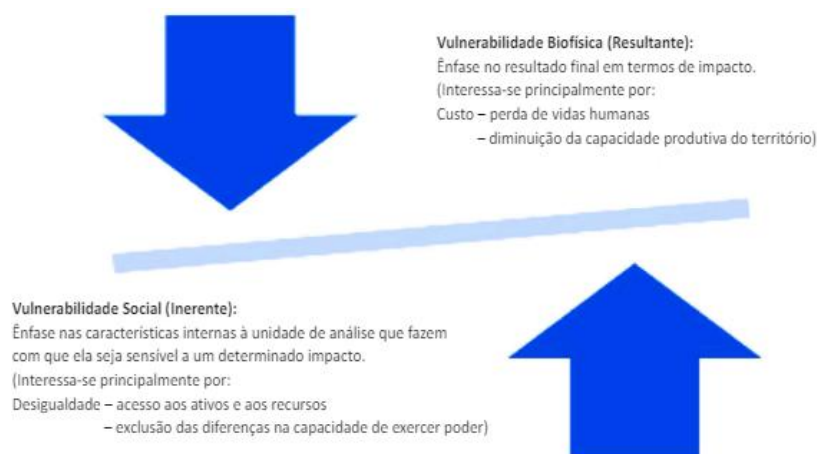 Vulnerabilidade Biofísica (Resultante):
Ênfase no resultado final em termos de impacto.
(Interessa-se principalmente por:
Custo – perda de vidas humanas
– diminuição da capacidade produtiva do território)
Vulnerabilidade Social (Inerente):
Ênfase nas características internas à unidade de análise que fazem
com que ela seja sensível a um determinado impacto.
(Interessa-se principalmente por:
Desigualdade – acesso aos ativos e aos recursos
– exclusão das diferenças na capacidade de exercer poder)